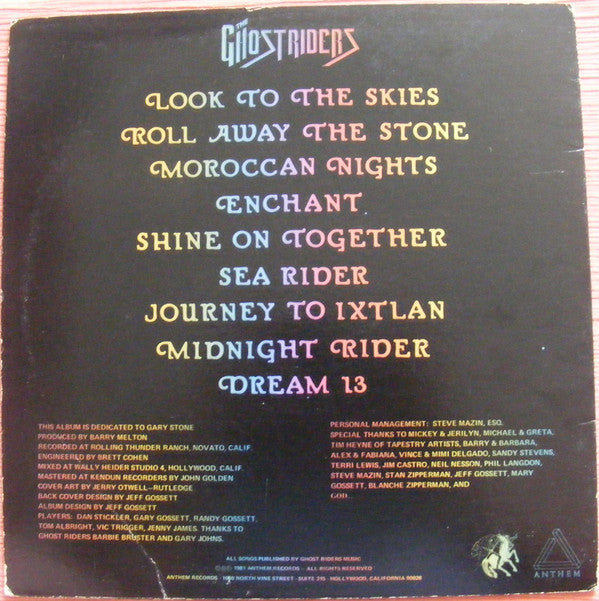 THE
GHOSTRIDERS
LOOK TO THE SKIES
ROLL AWAY THE STONE
MOROCCAN NIGHTS
ENCHANT
SHINE ON TOGETHER
SEA RIDER
JOURNEY TO IXTLAN
MIDNIGHT RIDER
DREAM 13
THIS ALBUM IS DEDICATED TO GARY STONE
PRODUCED BY BARRY MELTON
RECORDED AT ROLLING THUNDER RANCH, NOVATO, CALIF.
ENGINEERED BY BRETT COHEN
MIXED AT WALLY HEIDER STUDIO 4, HOLLYWOOD, CALIF.
MASTERED AT KENDUN RECORDERS BY JOHN GOLDEN
COVER ART BY JERRY OTWELL—RUTLEDGE
BACK COVER DESIGN BY JEFF GOSSETT
ALBUM DESIGN BY JEFF GOSSETT
PLAYERS: DAN STICKLER, GARY GOSSETT, RANDY GOSSETT,
TOM ALBRIGHT, VIC TRIGGER, JENNY JAMES. THANKS TO
GHOST RIDERS BARBIE BRUSTER AND GARY JOHNS.
PERSONAL MANAGEMENT: STEVE MAZIN, ESQ.
SPECIAL THANKS TO MICKEY & JERILYN, MICHAEL & GRETA,
TIM HEYNE OF TAPESTRY ARTISTS, BARRY & BARBARA,
ALEX & FABIANA, VINCE & MIMI DELGADO, SANDY STEVENS,
TERRI LEWIS, JIM CASTRO, NEIL NESSON, PHIL LANGDON,
STEVE MAZIN, STAN ZIPPERMAN, JEFF GOSSETT, MARY
GOSSETT, BLANCHE ZIPPERMAN, AND
GOD...
ALL SONGS PUBLISHED BY GHOST RIDERS MUSIC
1981 ANTHEM RECORDS - ALL RIGHTS RESERVED
ANTHEM RECORDS NORTH VINE STREET - SUITE HOLLYWOOD, CALIFORNIA 90028
ANTHEM